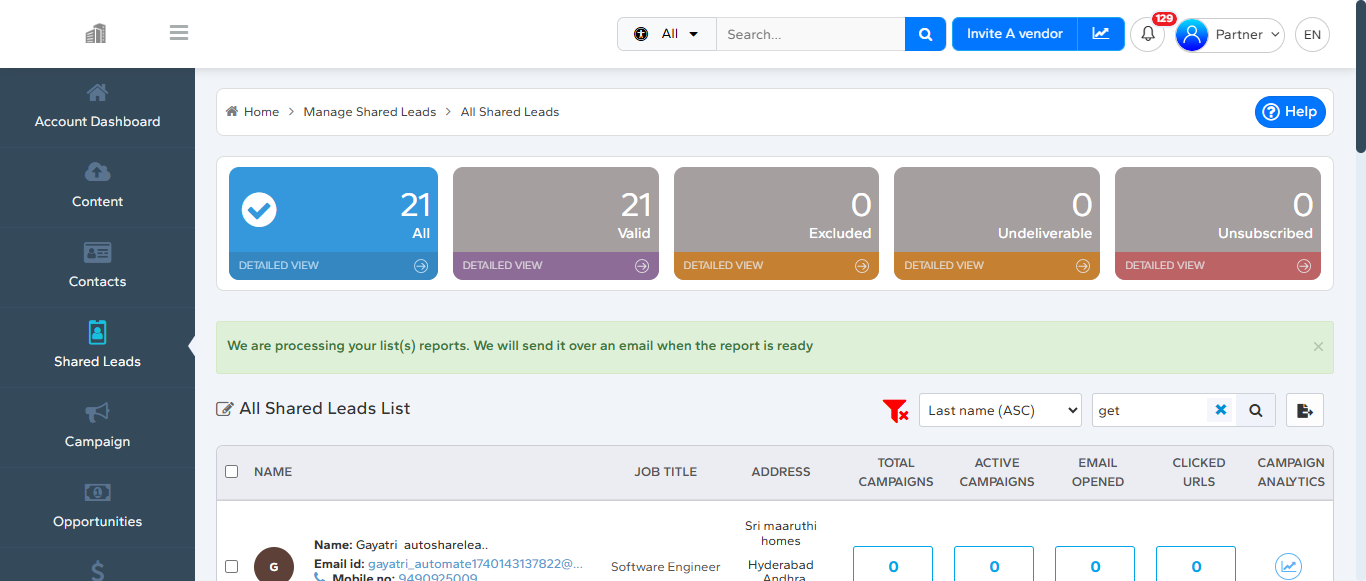 All
Search...
Invite A vendor
129
Partner
EN
Account Dashboard
Content
Contacts
Shared Leads
Campaign
Opportunities
Home > Manage Shared Leads > All Shared Leads
Help
21
All
DETAILED VIEW
21
Valid
DETAILED VIEW
0
Excluded
DETAILED VIEW
0
Undeliverable
DETAILED VIEW
0
Unsubscribed
DETAILED VIEW
We are processing your list(s) reports. We will send it over an email when the report is ready
All Shared Leads List
Last name (ASC)
get
NAME
JOB TITLE
ADDRESS
TOTAL CAMPAIGNS
ACTIVE CAMPAIGNS
EMAIL OPENED
CLICKED URLS
CAMPAIGN ANALYTICS
G
Name: Gayatri autosharelea..
Email id: gayatri_automate1740143137822@...
Mobile no: 9490925009
Software Engineer
Sri maaruthi
homes
Hyderabad
Andhra
0
0
0
0